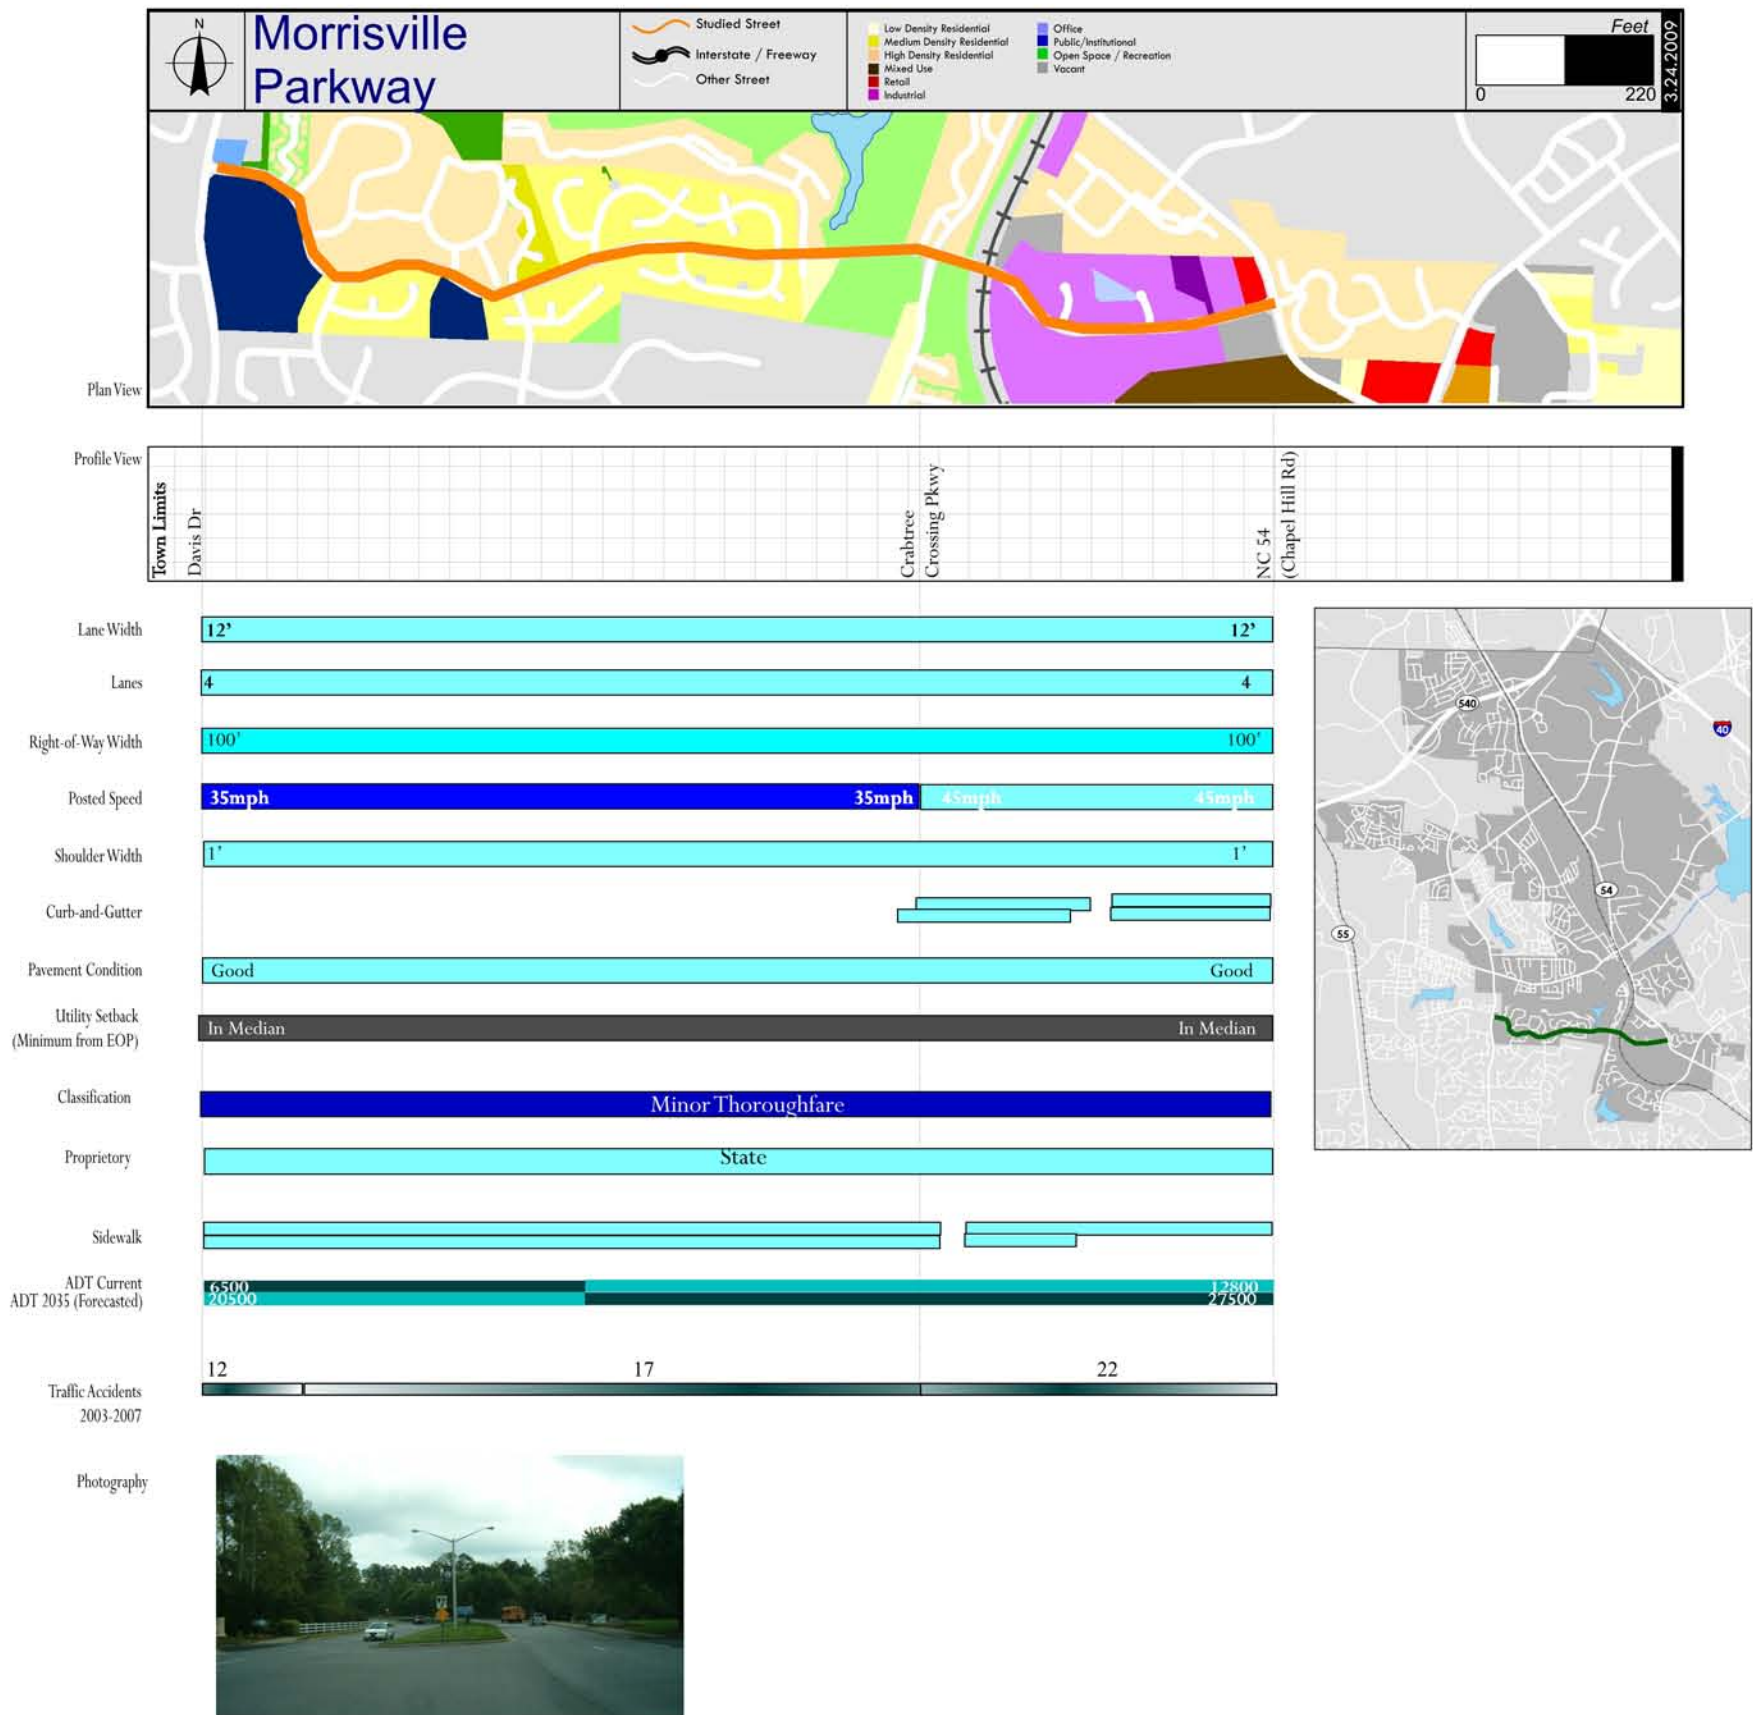 N
Morrisville
Parkway
Studied Street
Interstate / Freeway
Other Street
Low Density Residential
Medium Density Residential
High Density Residential
Mixed Use
Retail
Industrial
Office
Public/Institutional
Open Space / Recreation
Vacant
Feet
0 220
3.24.2009
Plan View
Profile View
Town Limits
Davis Dr
Crabtree
Crossing Pkwy
NC 54
(Chapel Hill Rd)
Lane Width 12’ 12’
Lanes 4 4
Right-of-Way Width 100’ 100’
Posted Speed 35mph 35mph 45mph 45mph
Shoulder Width 1’ 1’
Curb-and-Gutter
Pavement Condition Good Good
Utility Setback
(Minimum from EOP) In Median In Median
Classification Minor Thoroughfare
Proprietory State
Sidewalk
ADT Current 6500 12800
ADT 2035 (Forecasted) 20500 27500
12 17 22
Traffic Accidents
2003-2007
Photography
540
40
54
55